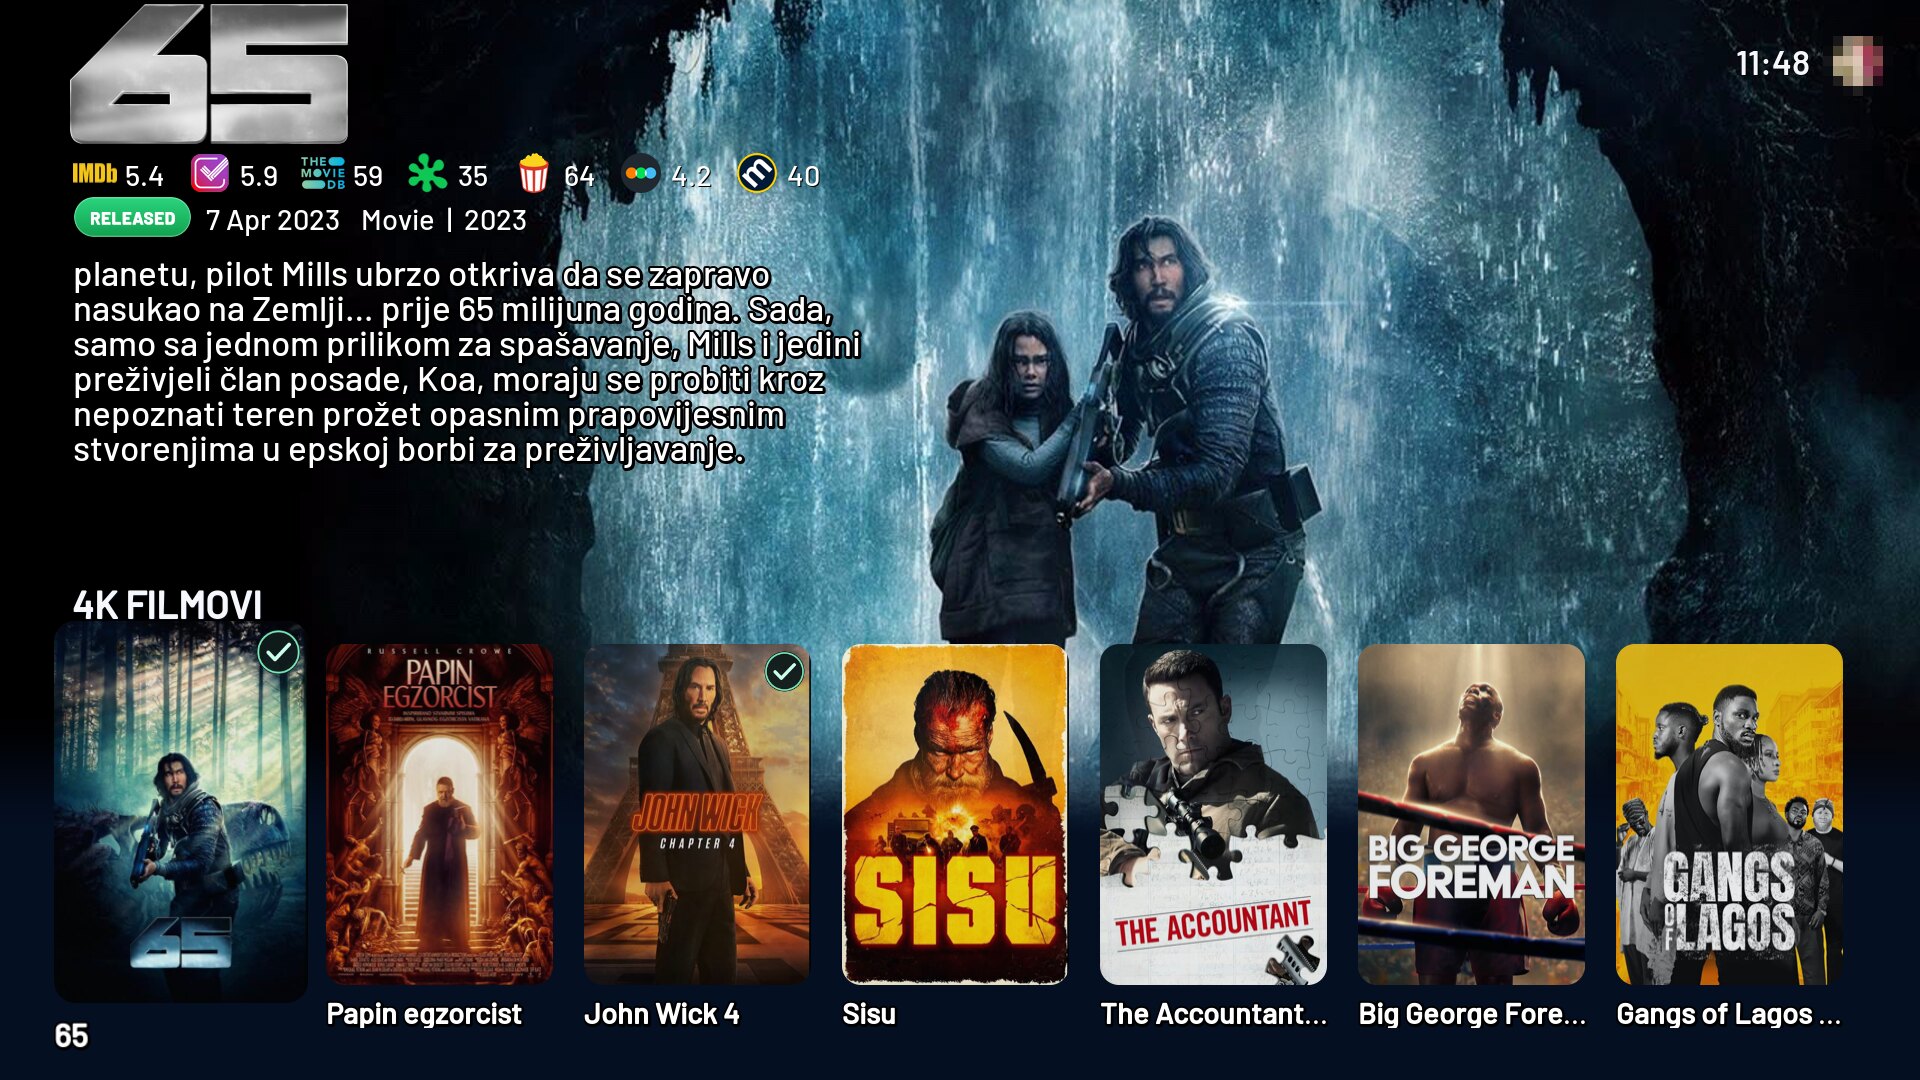 65
11:48
IMDb 5.4 5.9 THE MOVIE DB 59 35 64 4.2 m 40
RELEASED 7 Apr 2023 Movie | 2023
planetu, pilot Mills ubrzo otkriva da se zapravo
nasukao na Zemlji... prije 65 milijuna godina. Sada,
samo sa jednom prilikom za spašavanje, Mills i jedini
preživjeli član posade, Koa, moraju se probiti kroz
nepoznati teren prožet opasnim prapovijesnim
stvorenjima u epskoj borbi za preživljavanje.
4K FILMOVI
65
RUSSELL CROWE
PAPIN
EGZORCIST
JOHN WICK
CHAPTER 4
SISU
THE ACCOUNTANT
BIG GEORGE
FOREMAN
GANGS
OF LAGOS
65
Papin egzorcist
John Wick 4
Sisu
The Accountant...
Big George Fore...
Gangs of Lagos ...